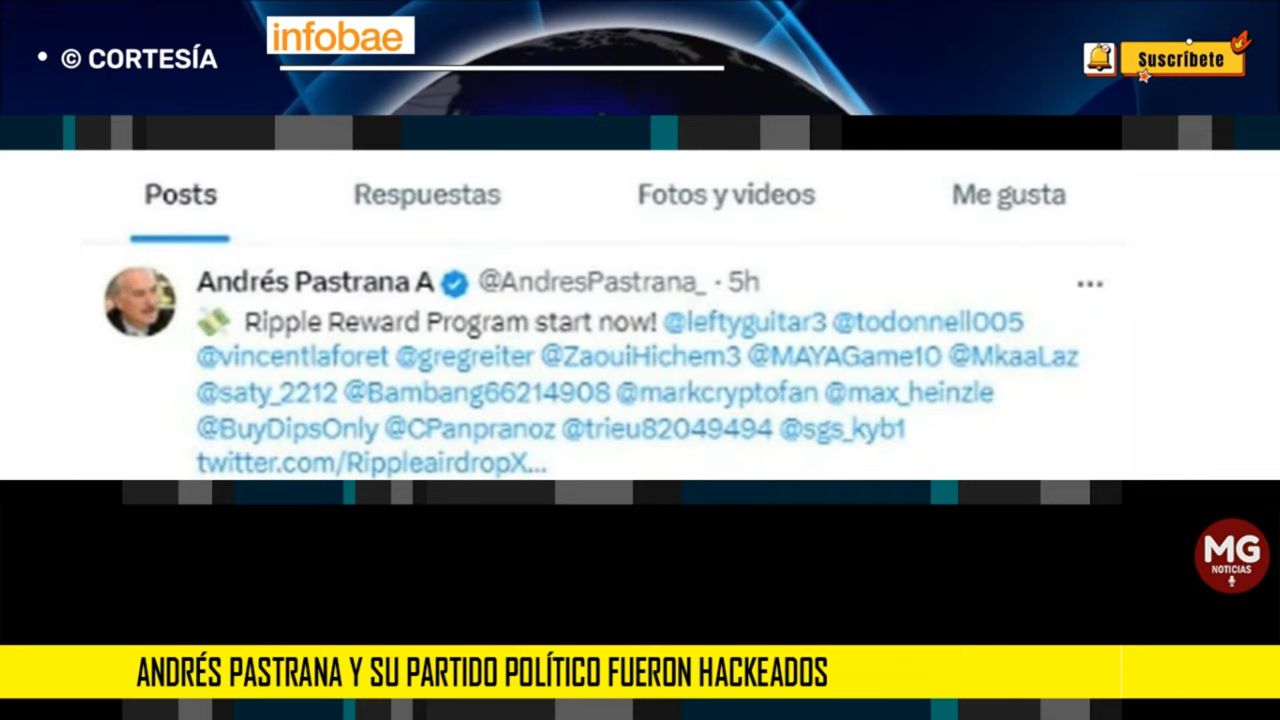 • © CORTESÍA
infobae
Suscríbete
Posts Respuestas Fotos y videos Me gusta
Andrés Pastrana A @AndresPastrana_ · 5h
💸 Ripple Reward Program start now! @leftyguitar3 @todonnell005
@vincentlaforet @gregreiter @ZaouiHichem3 @MAYAGame10 @MkaaLaz
@saty_2212 @Bambang66214908 @markcryptofan @max_heinzle
@BuyDipsOnly @CPanpranoz @trieu82049494 @sgs_kyb1
twitter.com/RippleairdropX...
MG
NOTICIAS
ANDRÉS PASTRANA Y SU PARTIDO POLÍTICO FUERON HACKEADOS